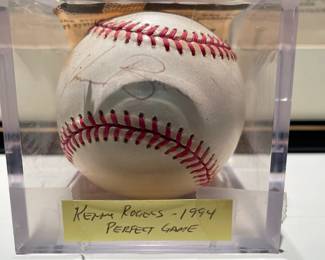 Kenny Rogers - 1994
Perfect Game